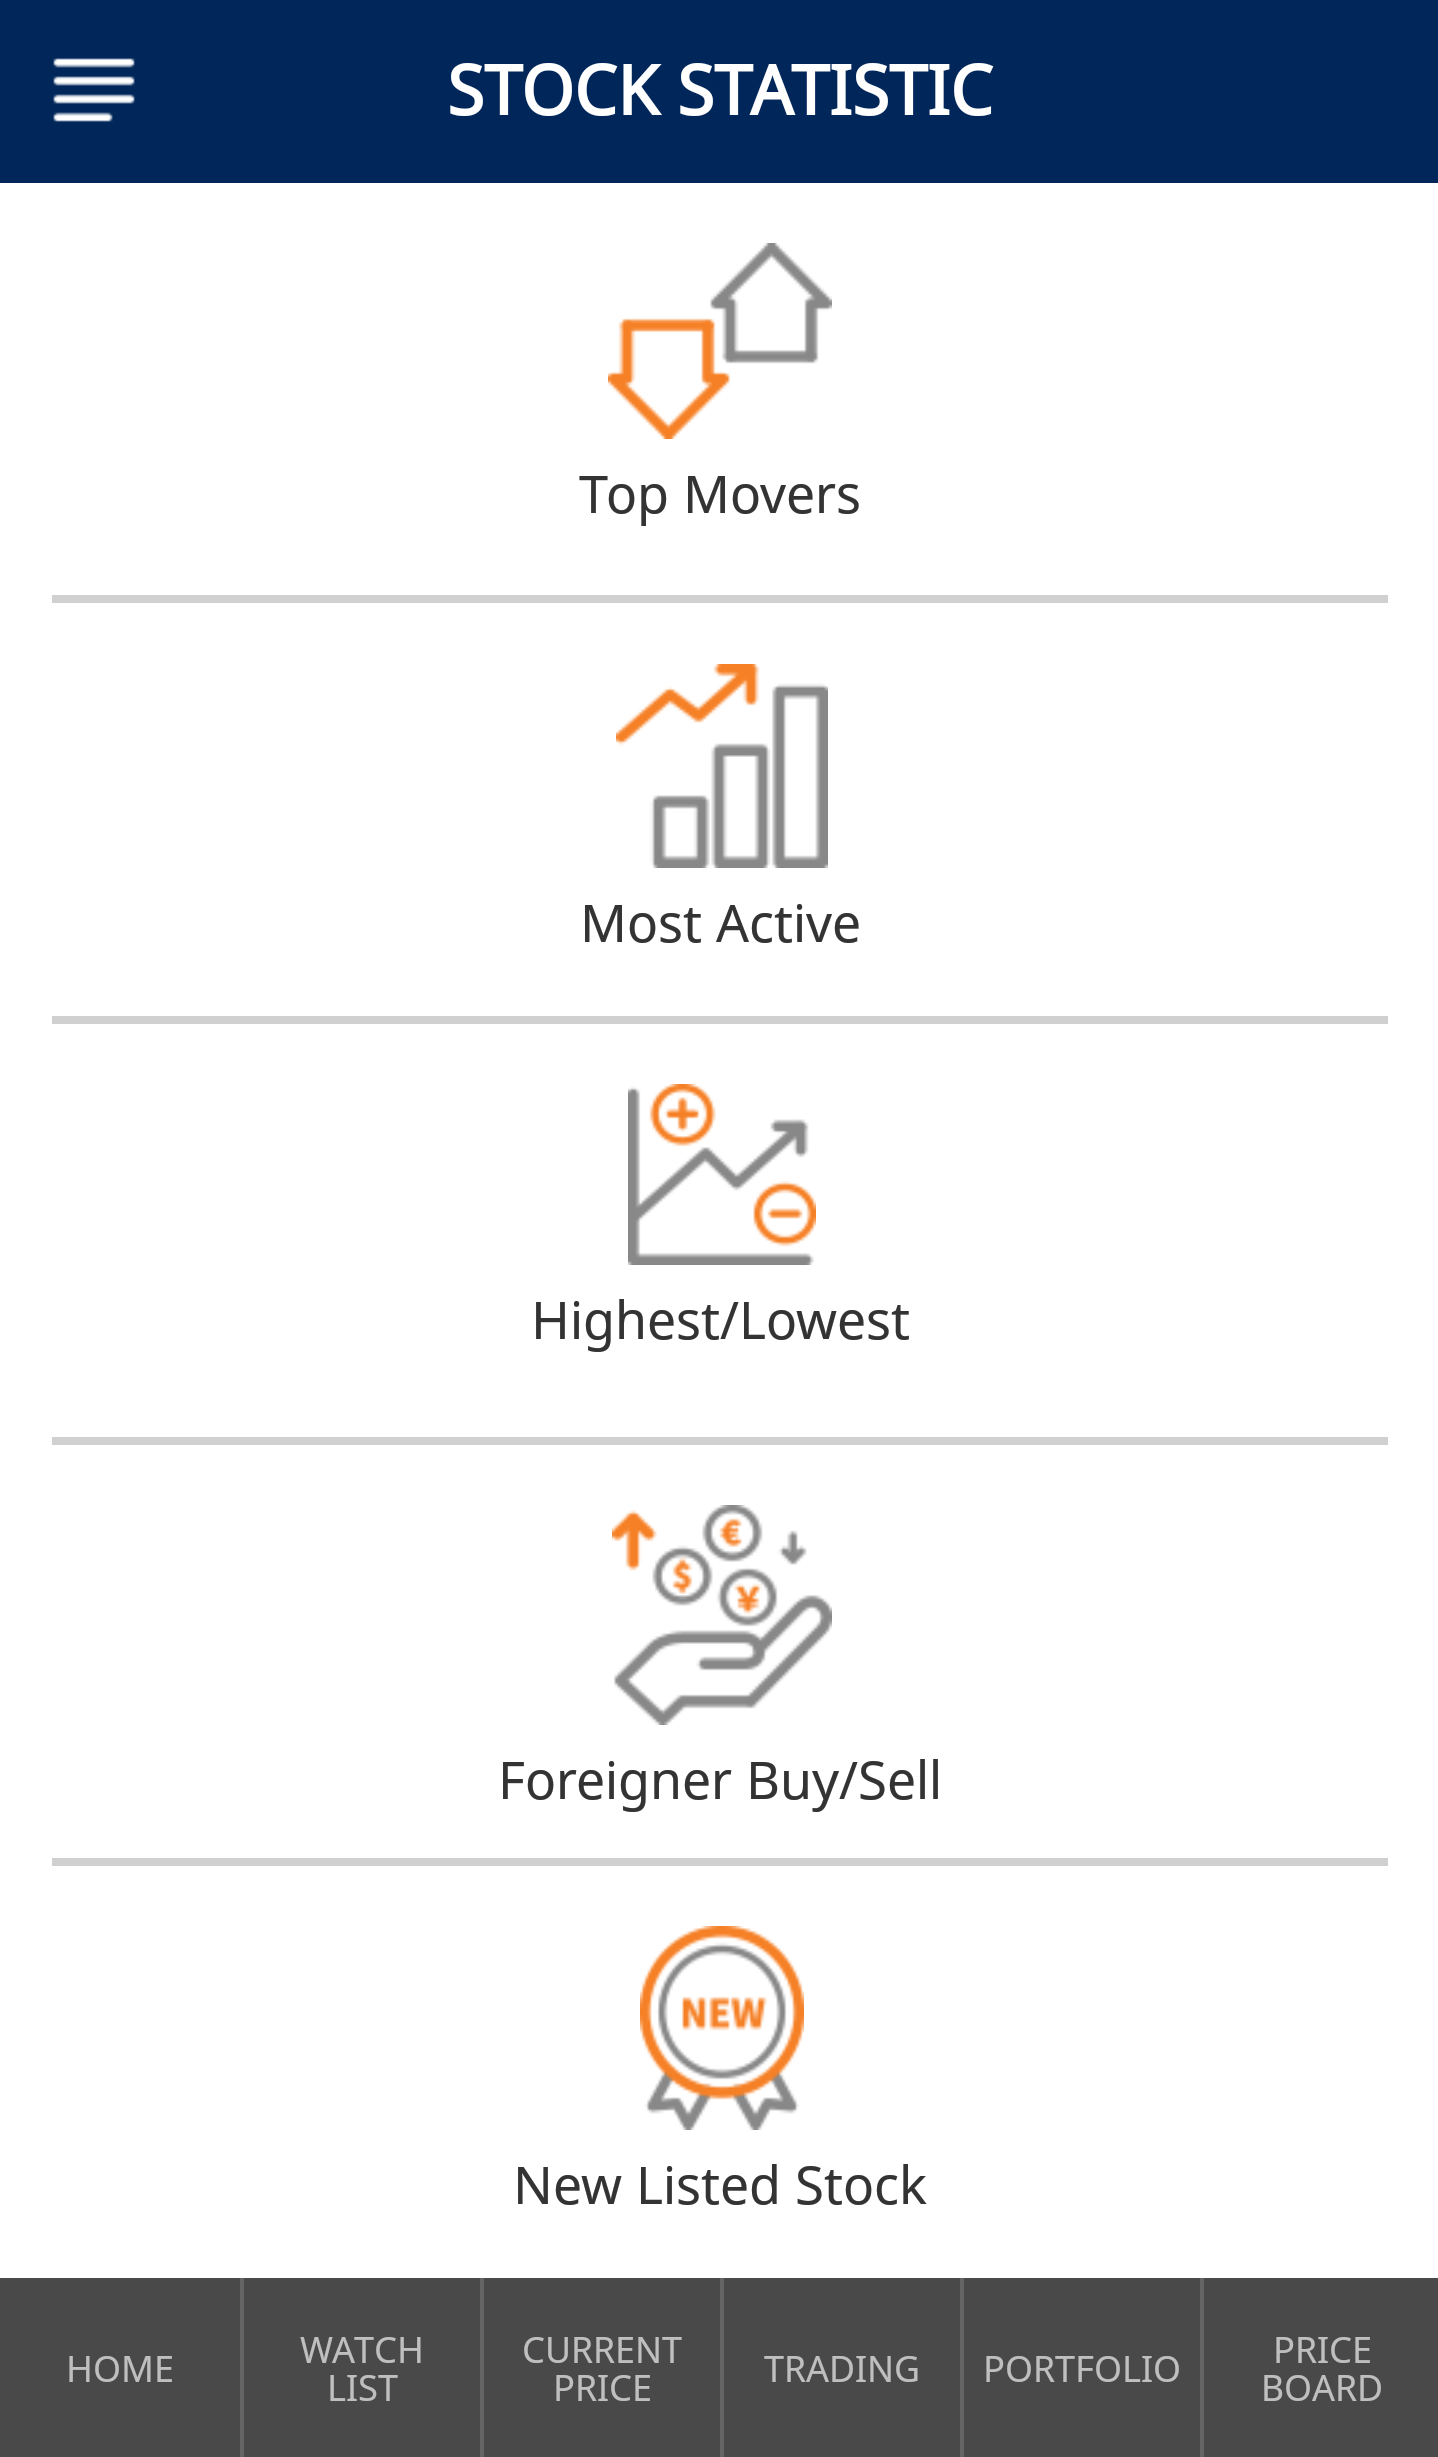 STOCK STATISTIC
Top Movers
Most Active
Highest/Lowest
€
$
¥
Foreigner Buy/Sell
NEW
New Listed Stock
HOME
WATCH
LIST
CURRENT
PRICE
TRADING
PORTFOLIO
PRICE
BOARD